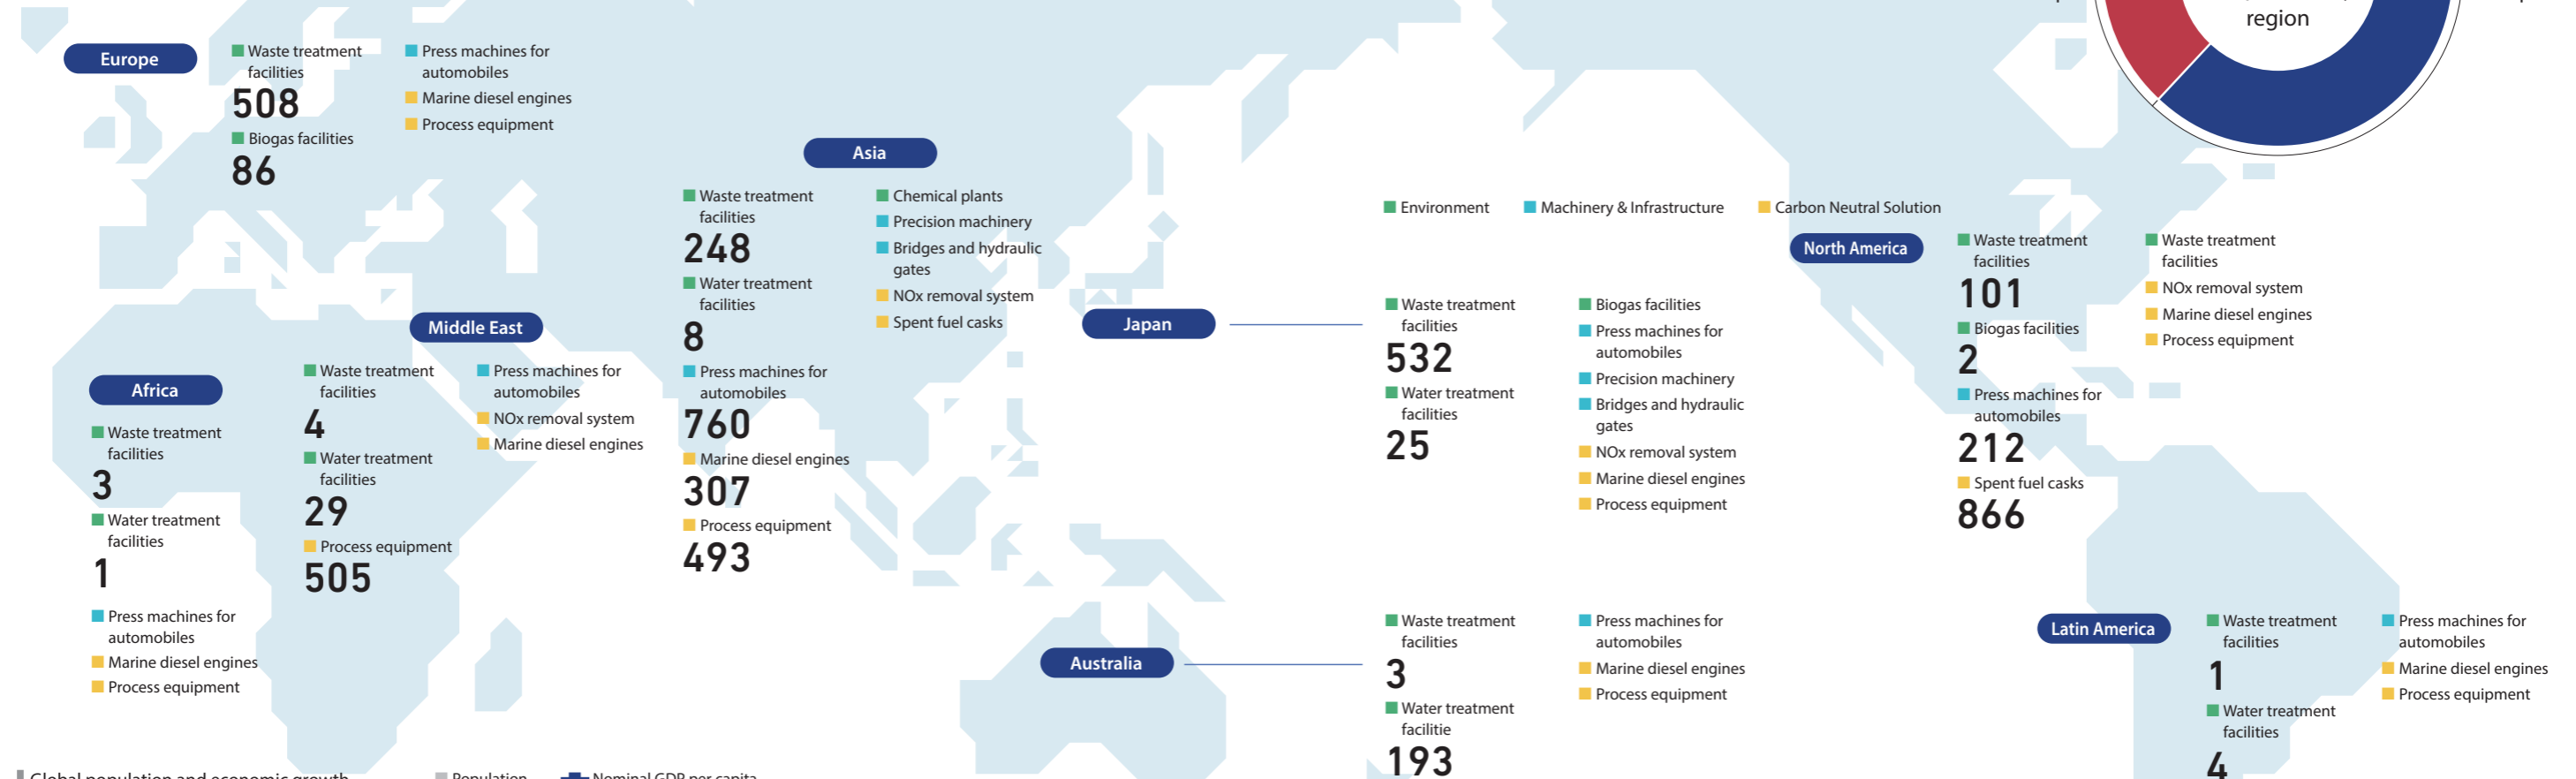 region
Europe
Waste treatment
facilities
508
Biogas facilities
86
Press machines for
automobiles
Marine diesel engines
Process equipment
Asia
Waste treatment
facilities
248
Water treatment
facilities
8
Press machines for
automobiles
760
Marine diesel engines
307
Process equipment
493
Chemical plants
Precision machinery
Bridges and hydraulic
gates
NOx removal system
Spent fuel casks
Environment
Machinery & Infrastructure
Carbon Neutral Solution
Middle East
Waste treatment
facilities
4
Water treatment
facilities
29
Process equipment
505
Press machines for
automobiles
NOx removal system
Marine diesel engines
Africa
Waste treatment
facilities
3
Water treatment
facilities
1
Press machines for
automobiles
Marine diesel engines
Process equipment
Japan
Waste treatment
facilities
532
Water treatment
facilities
25
Biogas facilities
Press machines for
automobiles
Precision machinery
Bridges and hydraulic
gates
NOx removal system
Marine diesel engines
Process equipment
North America
Waste treatment
facilities
101
Biogas facilities
2
Press machines for
automobiles
212
Spent fuel casks
866
Waste treatment
facilities
NOx removal system
Marine diesel engines
Process equipment
Australia
Waste treatment
facilities
3
Water treatment
facilitie
193
Press machines for
automobiles
Marine diesel engines
Process equipment
Latin America
Waste treatment
facilities
1
Water treatment
facilities
4
Press machines for
automobiles
Marine diesel engines
Process equipment
Global population and economic growth
Population
Nominal GDP per capita